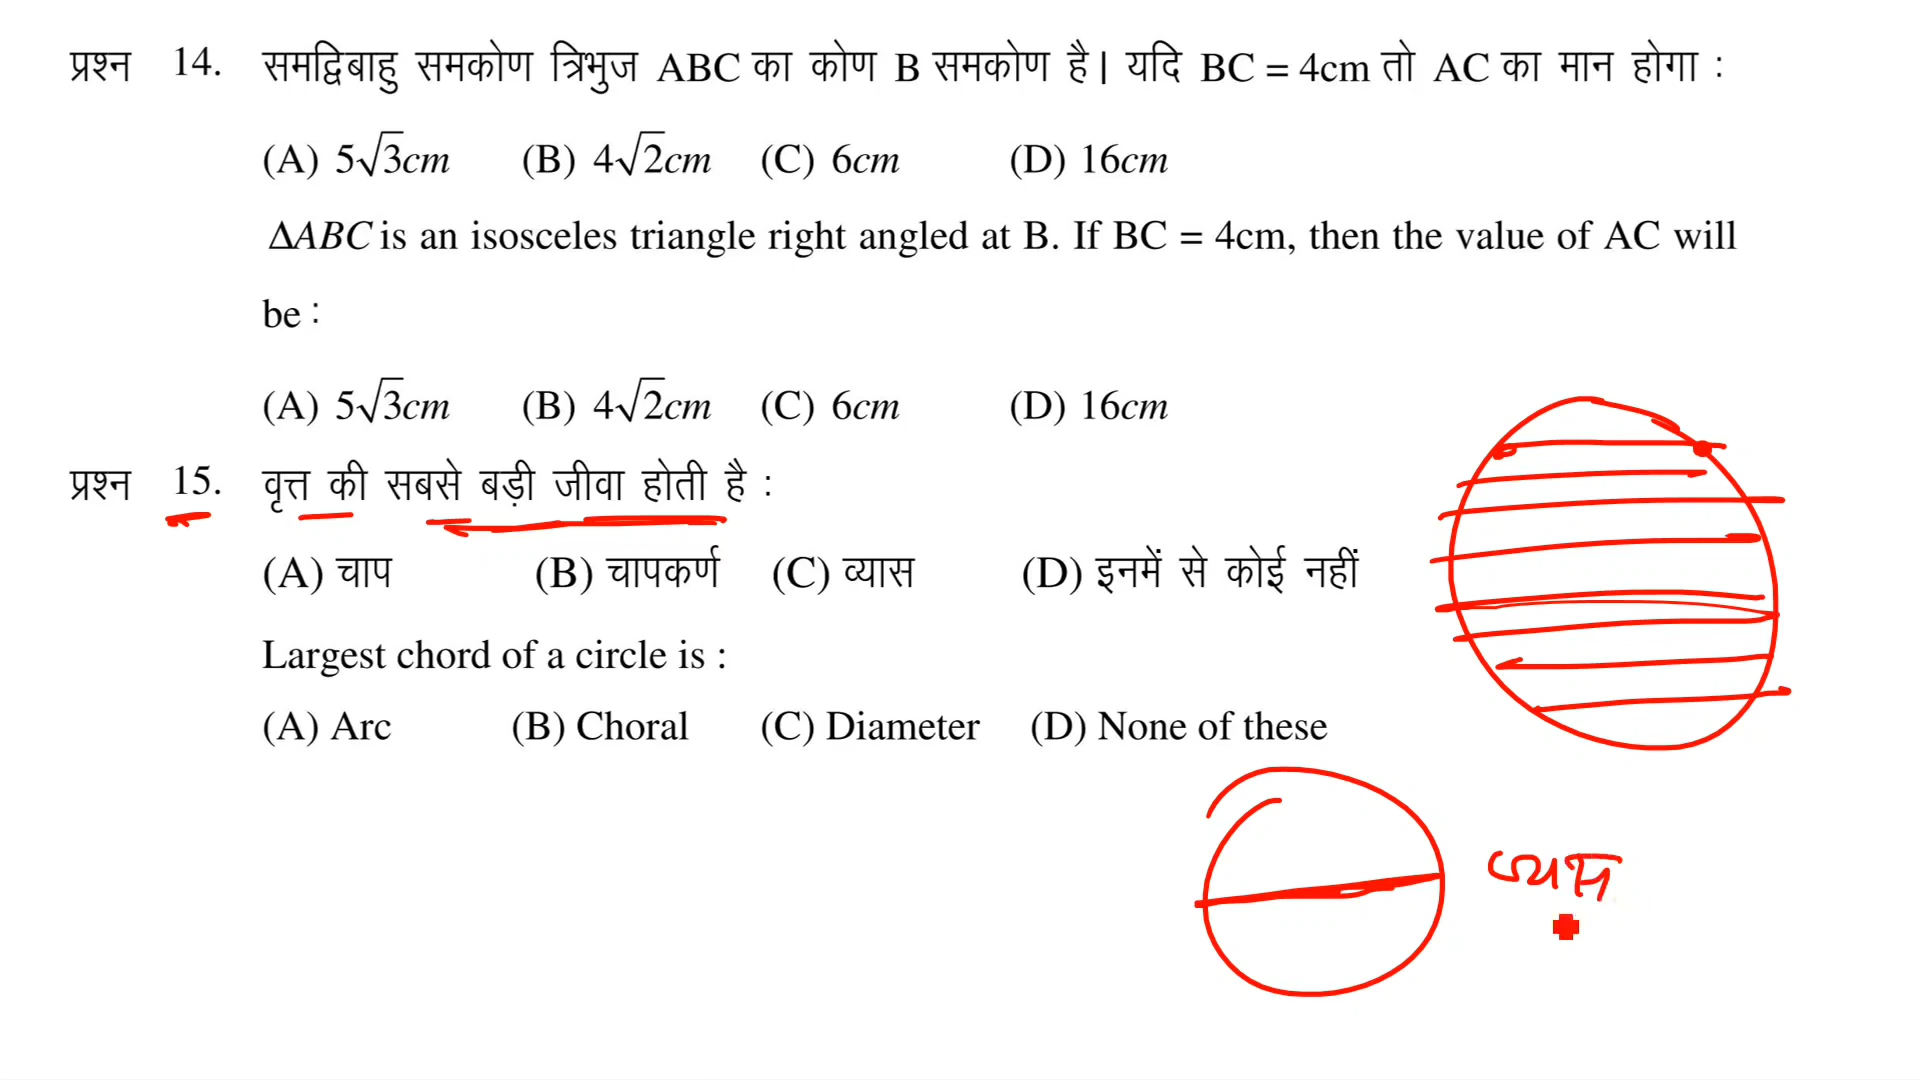 प्रश्न 14. समद्विबाहु समकोण त्रिभुज ABC का कोण B समकोण है| यदि BC = 4cm तो AC का मान होगा :
(A) 5√3cm (B) 4√2cm (C) 6cm (D) 16cm
ΔABC is an isosceles triangle right angled at B. If BC = 4cm, then the value of AC will
be :
(A) 5√3cm (B) 4√2cm (C) 6cm (D) 16cm
प्रश्न 15. वृत्त की सबसे बड़ी जीवा होती है :
(A) चाप (B) चापकर्ण (C) व्यास (D) इनमें से कोई नहीं
Largest chord of a circle is :
(A) Arc (B) Choral (C) Diameter (D) None of these
व्यास